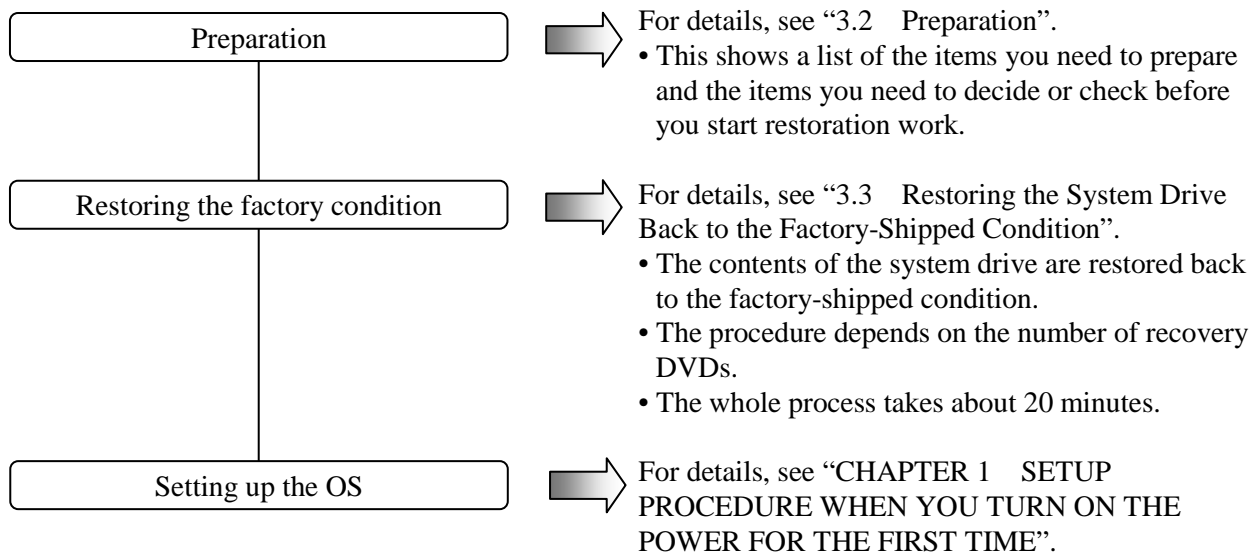 Preparation
For details, see “3.2 Preparation”.
• This shows a list of the items you need to prepare
and the items you need to decide or check before
you start restoration work.
Restoring the factory condition
For details, see “3.3 Restoring the System Drive
Back to the Factory-Shipped Condition”.
• The contents of the system drive are restored back
to the factory-shipped condition.
• The procedure depends on the number of recovery
DVDs.
• The whole process takes about 20 minutes.
Setting up the OS
For details, see “CHAPTER 1 SETUP
PROCEDURE WHEN YOU TURN ON THE
POWER FOR THE FIRST TIME”.